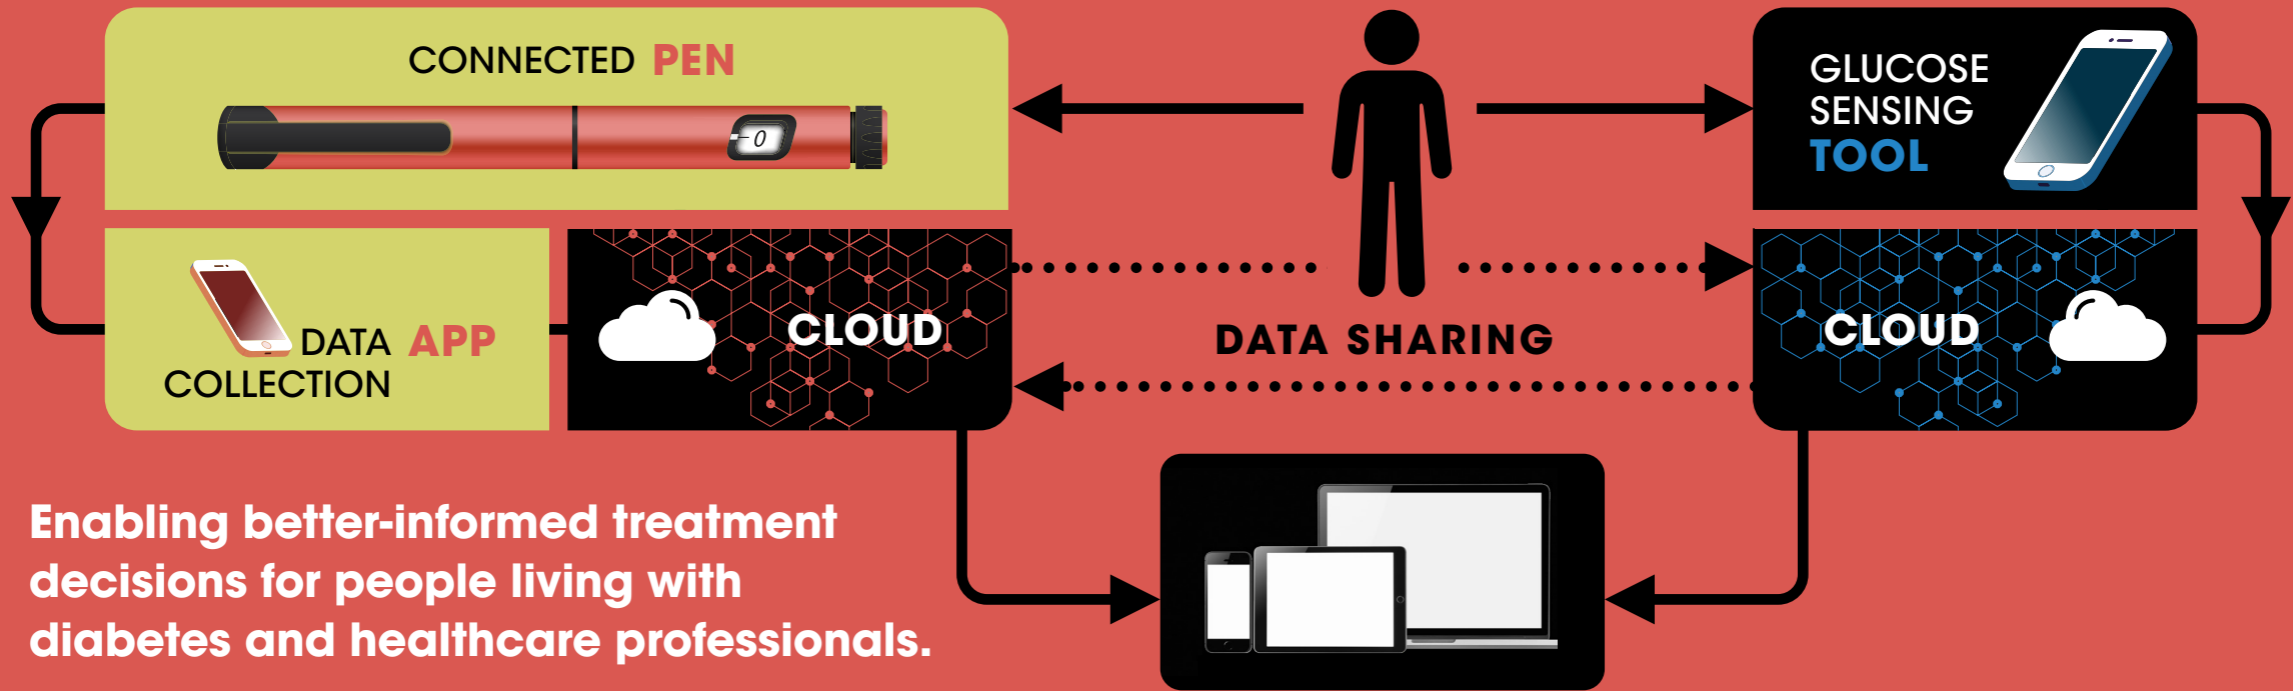 CONNECTED PEN
0
GLUCOSE
SENSING
TOOL
DATA APP
COLLECTION
CLOUD
DATA SHARING
CLOUD
Enabling better-informed treatment
decisions for people living with
diabetes and healthcare professionals.